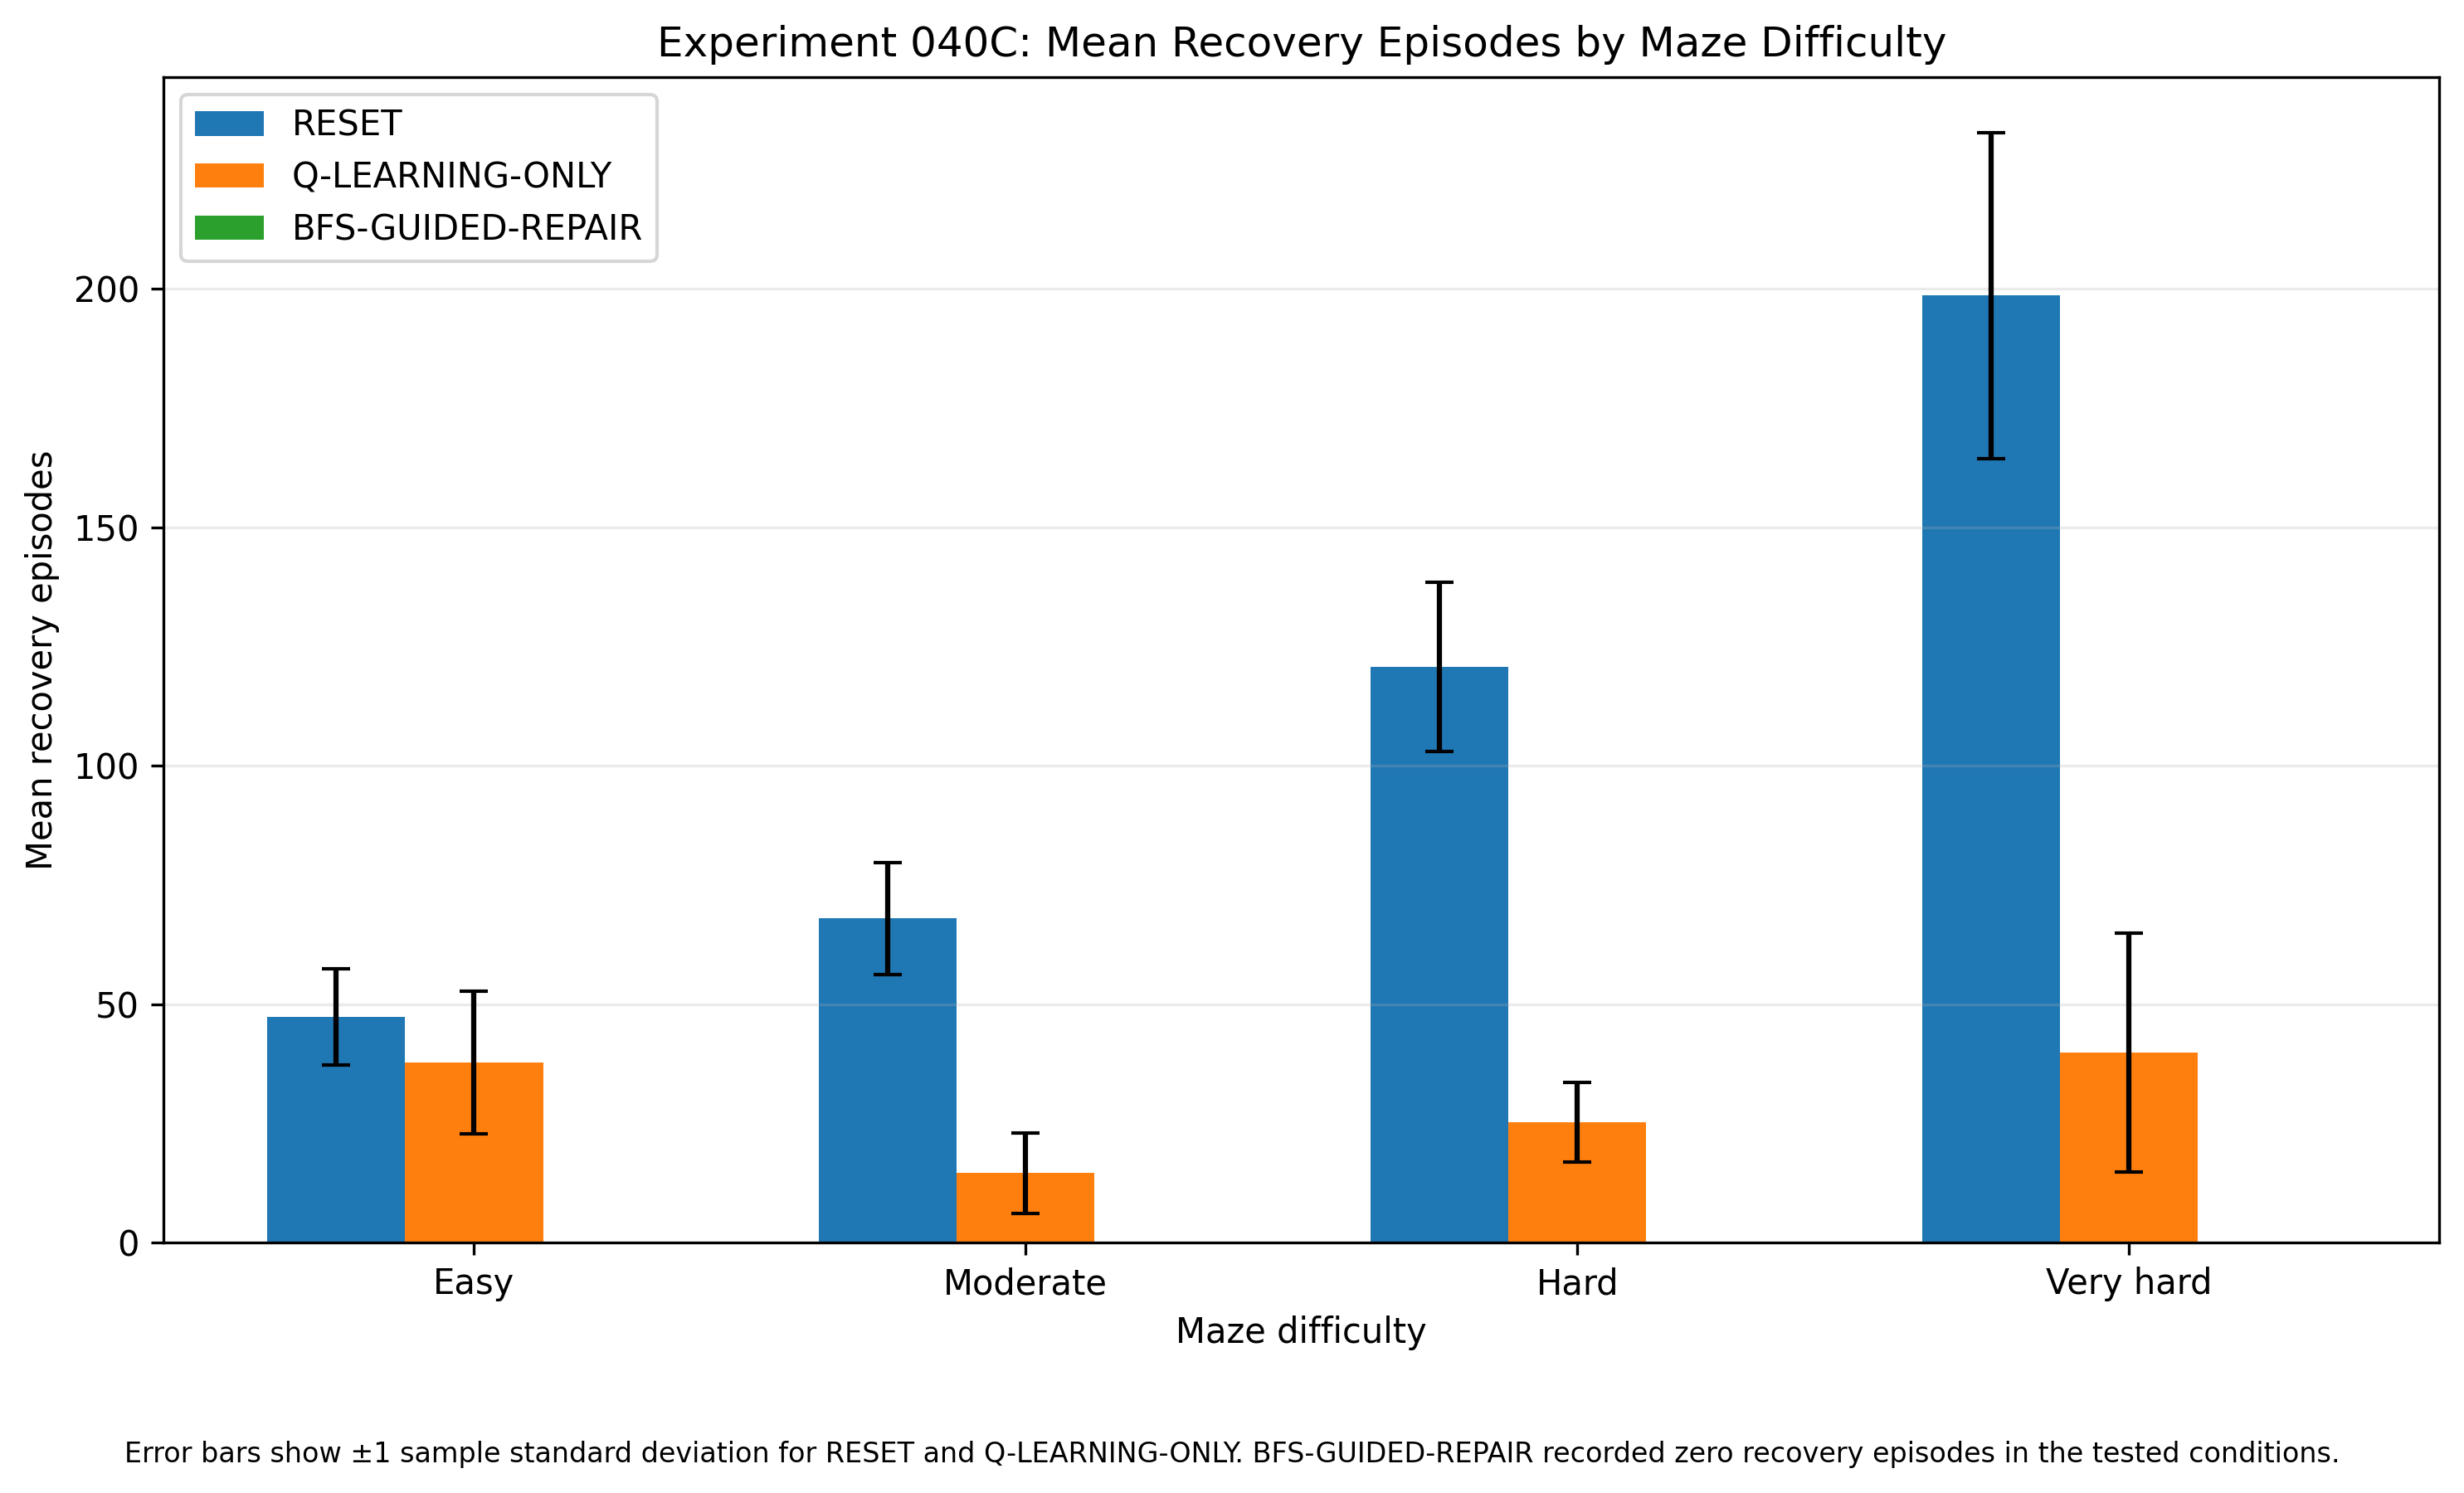 Experiment 040C: Mean Recovery Episodes by Maze Difficulty
RESET
Q-LEARNING-ONLY
BFS-GUIDED-REPAIR
Mean recovery episodes
200
150
100
50
0
Easy Moderate Hard Very hard
Maze difficulty
Error bars show ±1 sample standard deviation for RESET and Q-LEARNING-ONLY. BFS-GUIDED-REPAIR recorded zero recovery episodes in the tested conditions.